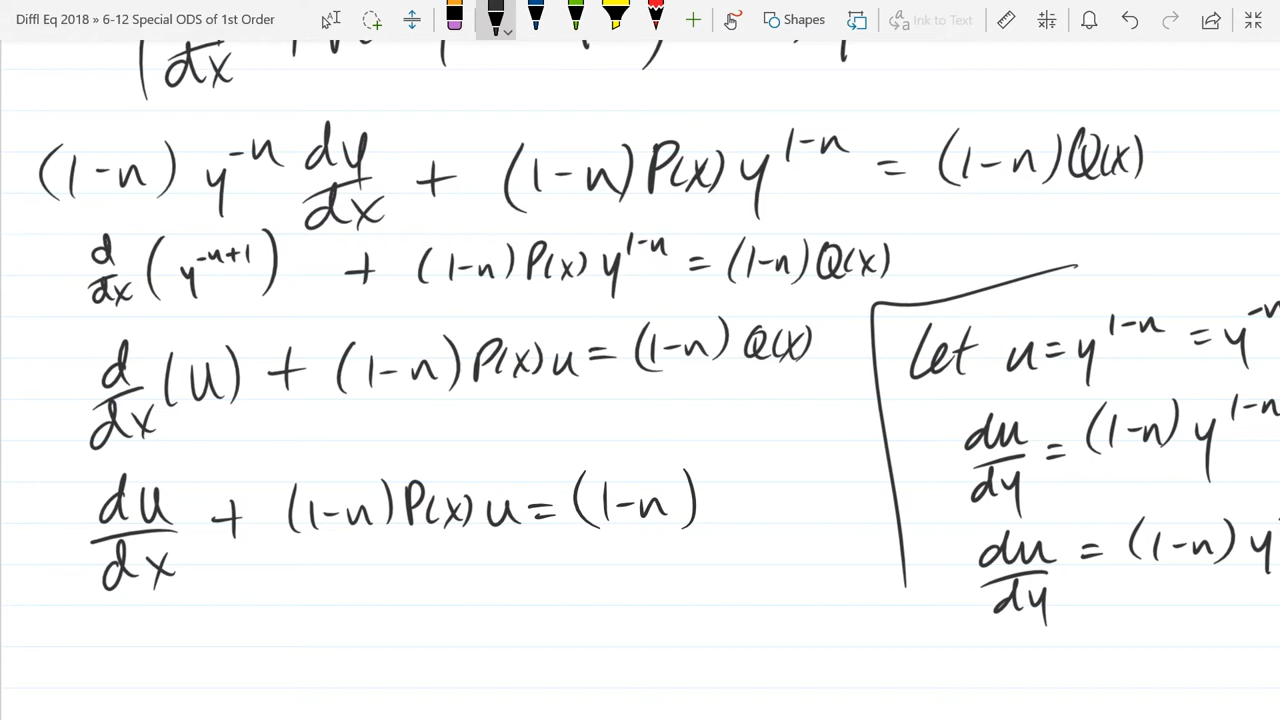 Diffl Eq 2018 » 6-12 Special ODS of 1st Order
Shapes
Ink to Text
dx
(1-n) y^{-n} dy/dx + (1-n) P(x) y^{1-n} = (1-n) Q(x)
d/dx (y^{-n+1}) + (1-n) P(x) y^{1-n} = (1-n) Q(x)
d/dx (u) + (1-n) P(x) u = (1-n) Q(x)
du/dx + (1-n) P(x) u = (1-n)
Let u = y^{1-n} = y^{-n
du/dy = (1-n) y^{1-n
du/dy = (1-n) y